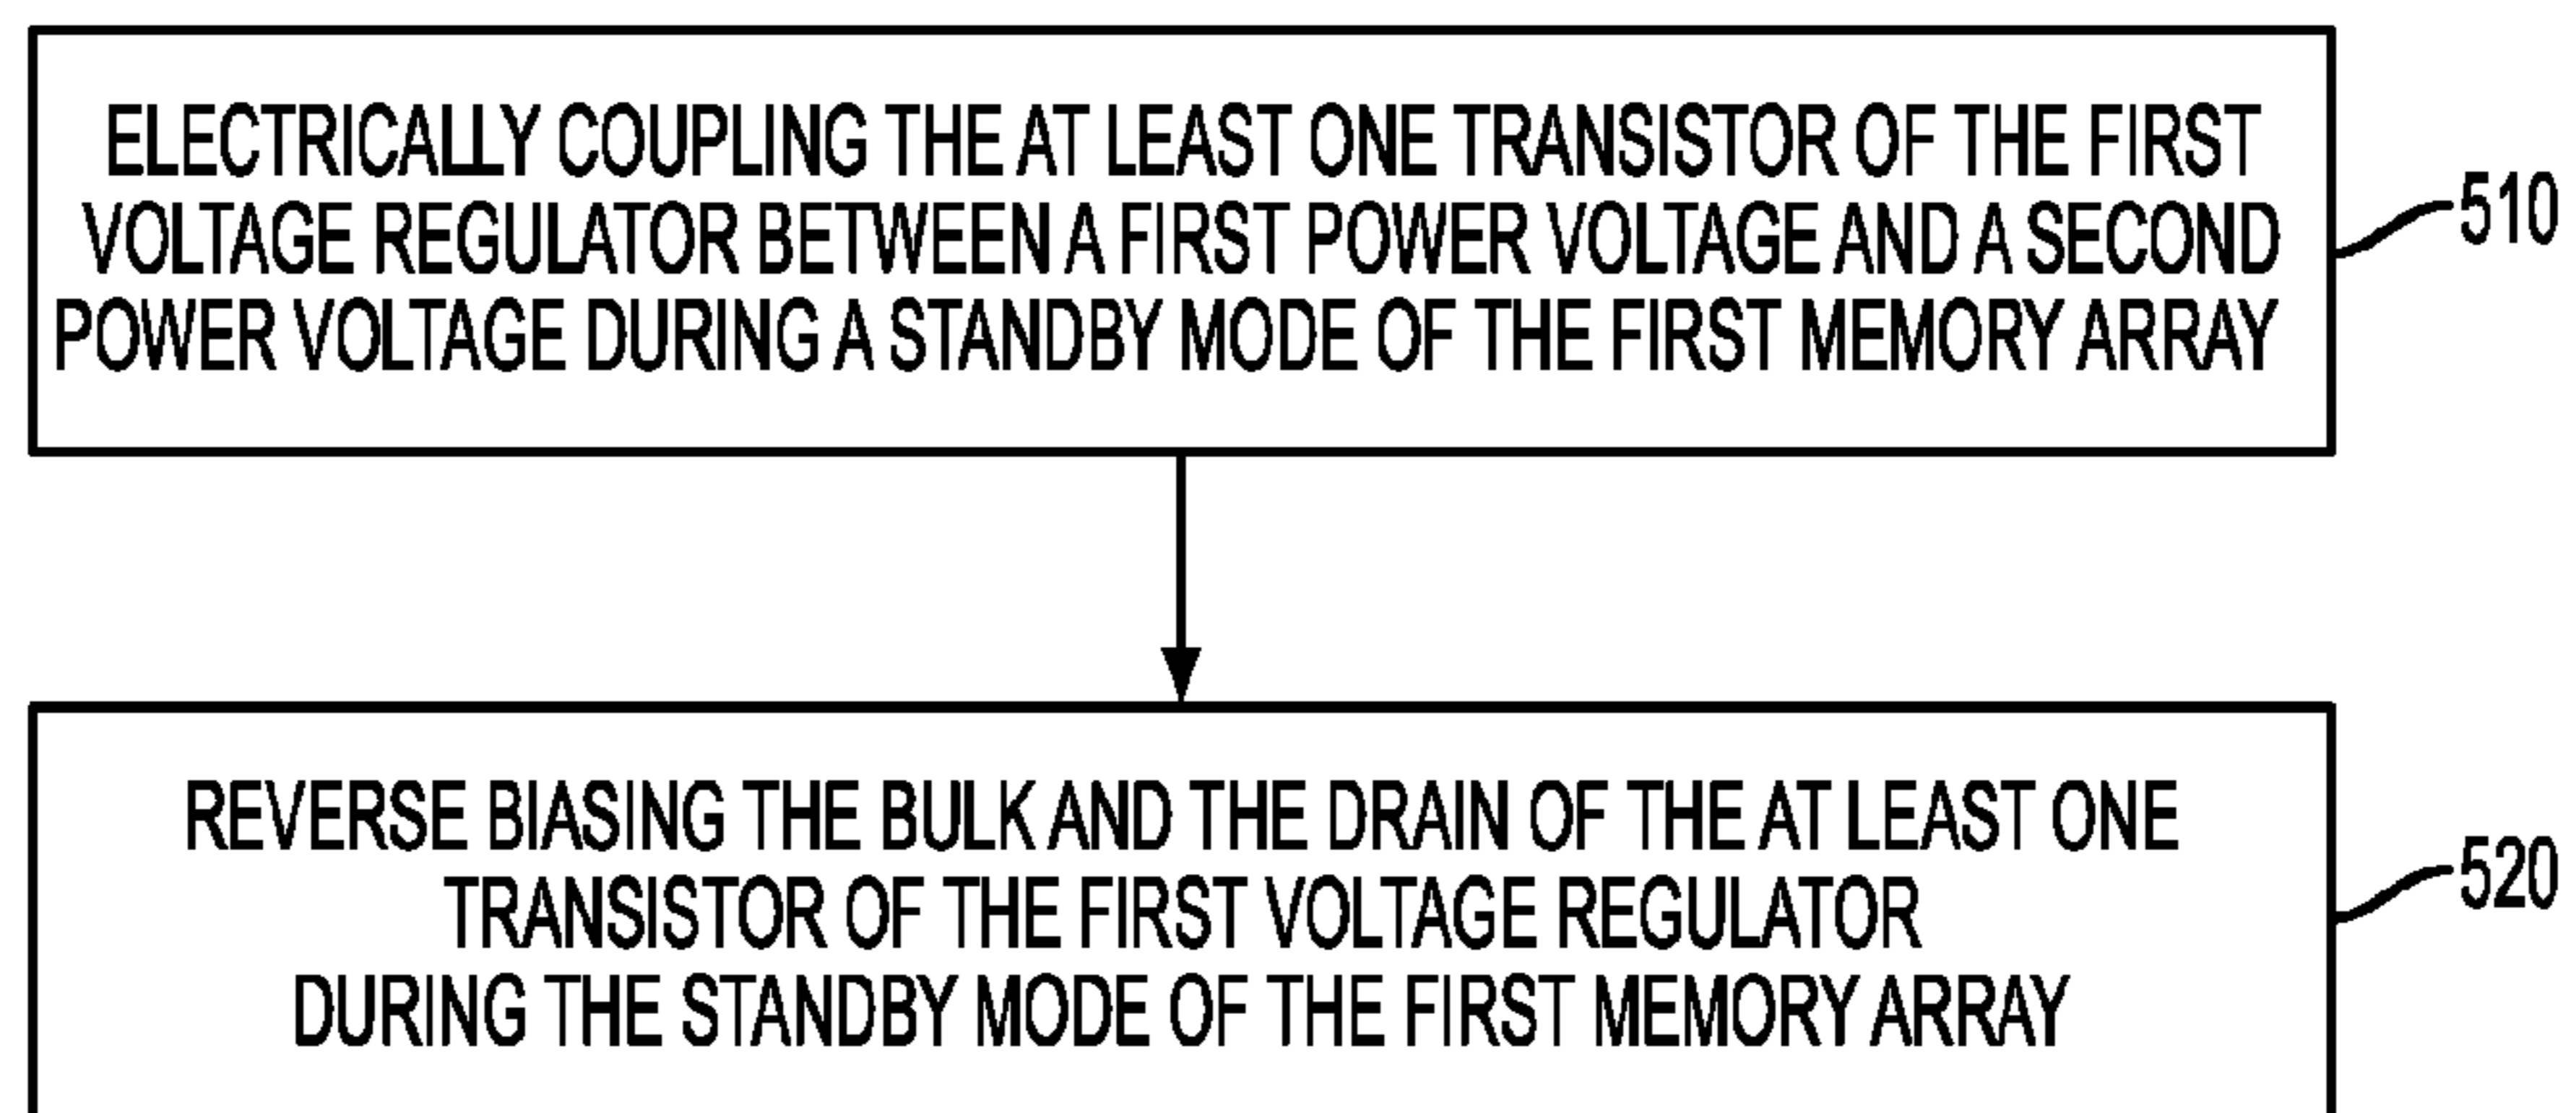 ELECTRICALLY COUPLING THE AT LEAST ONE TRANSISTOR OF THE FIRST
VOLTAGE REGULATOR BETWEEN A FIRST POWER VOLTAGE AND A SECOND
POWER VOLTAGE DURING A STANDBY MODE OF THE FIRST MEMORY ARRAY
510
REVERSE BIASING THE BULK AND THE DRAIN OF THE AT LEAST ONE
TRANSISTOR OF THE FIRST VOLTAGE REGULATOR
DURING THE STANDBY MODE OF THE FIRST MEMORY ARRAY
520